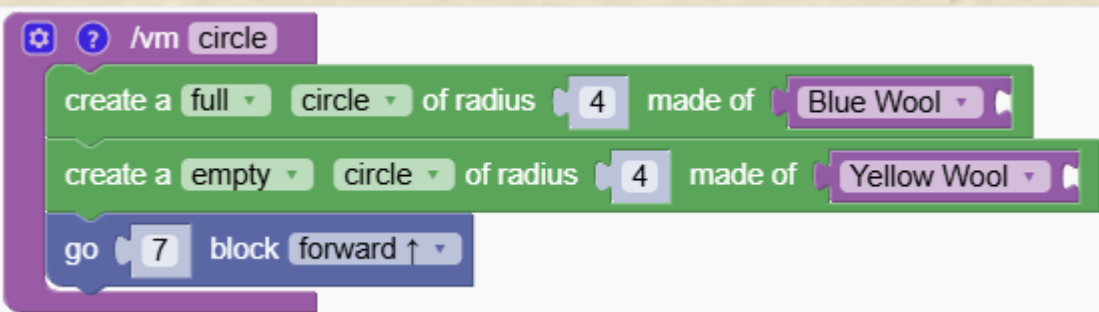 ? /vm circle
create a full circle of radius 4 made of Blue Wool
create a empty circle of radius 4 made of Yellow Wool
go 7 block forward ↑